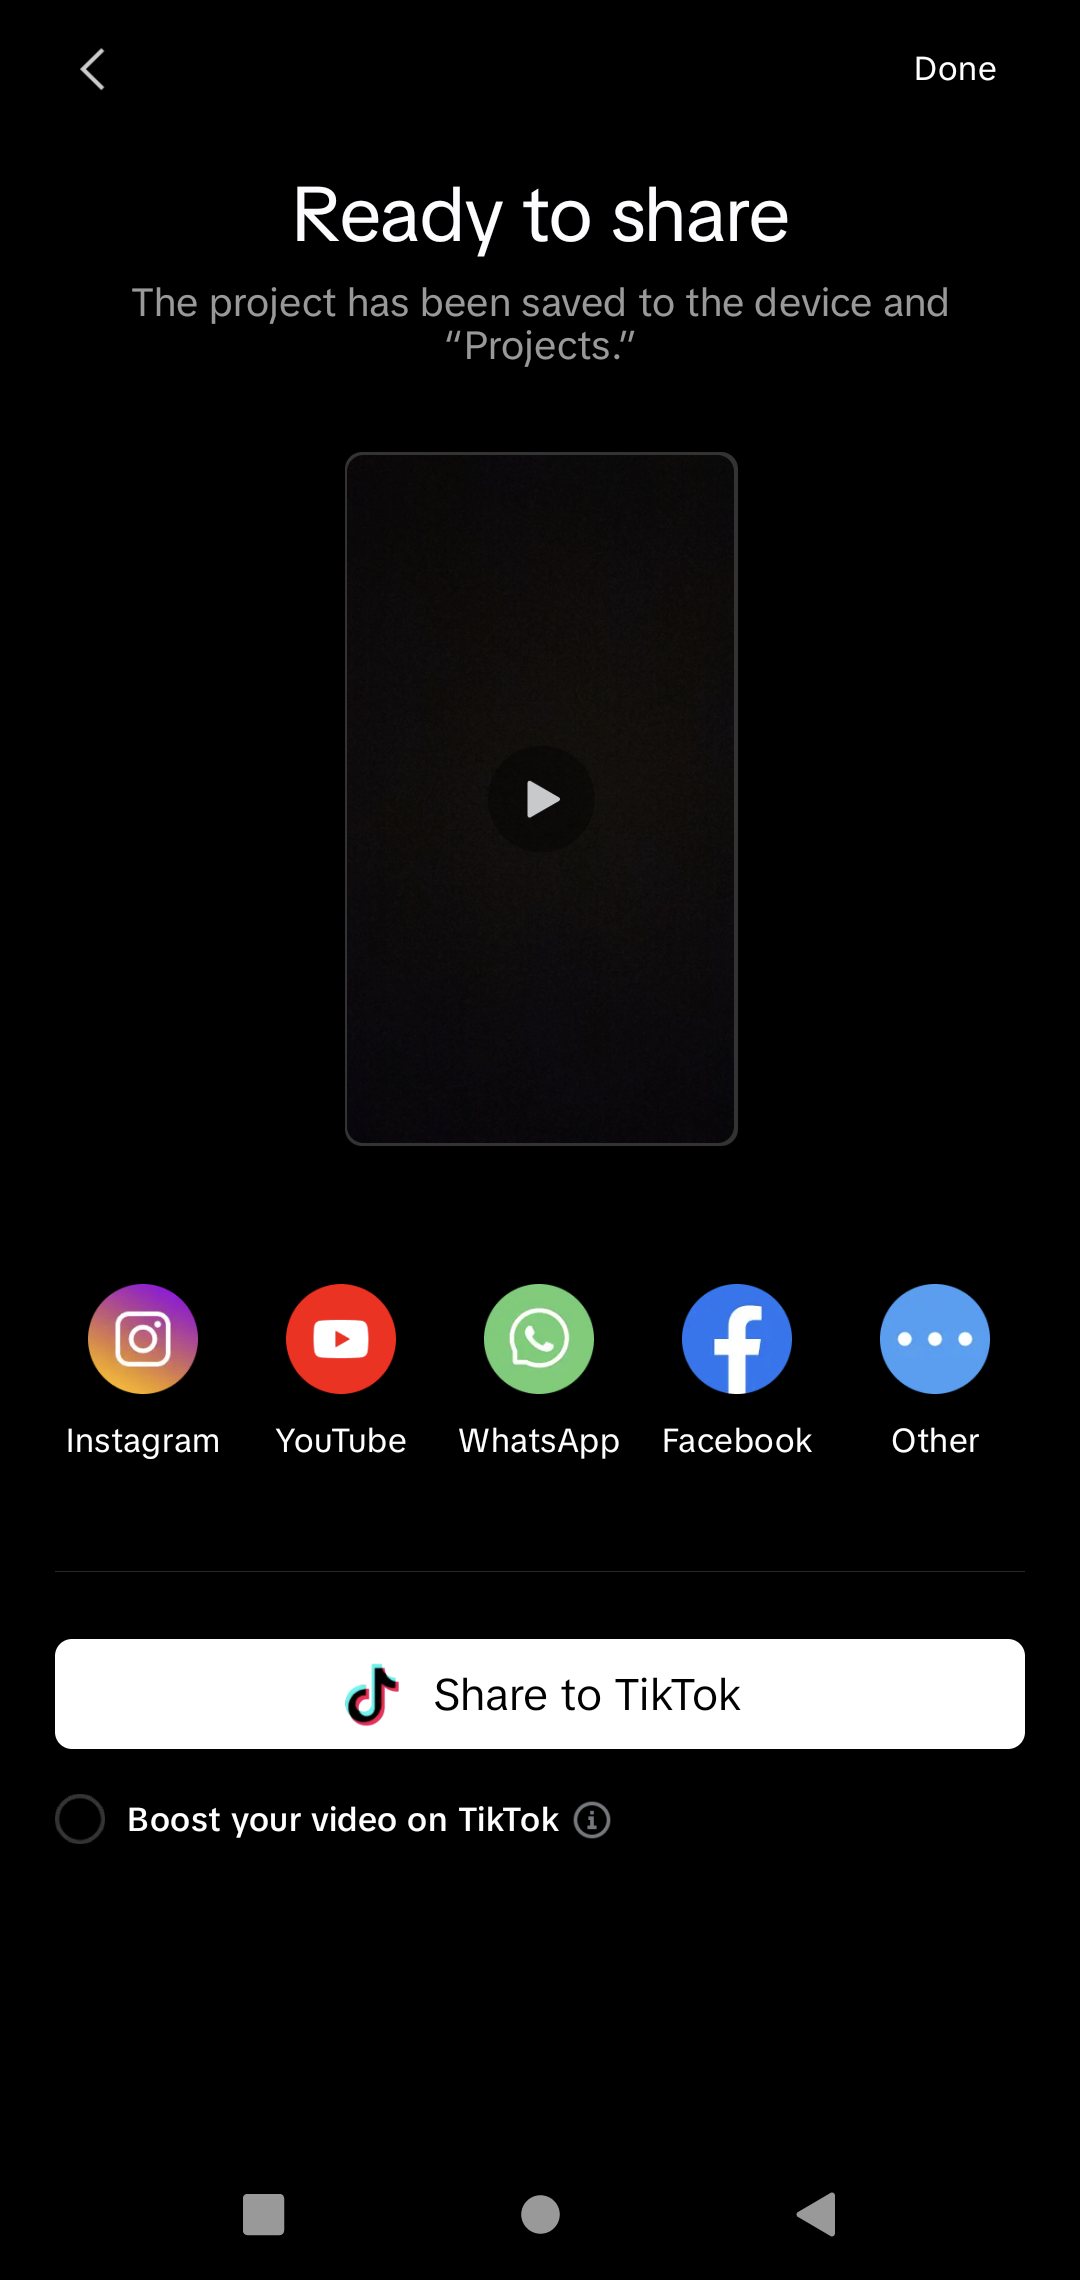 Done
Ready to share
The project has been saved to the device and
“Projects.”
Instagram
YouTube
WhatsApp
Facebook
Other
Share to TikTok
Boost your video on TikTok